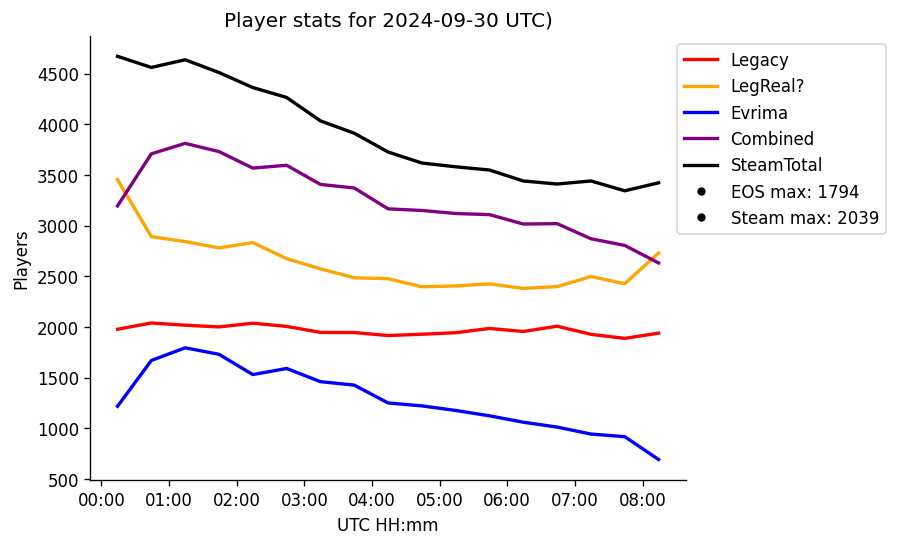 Player stats for 2024-09-30 UTC)
Legacy
LegReal?
Evrima
Combined
SteamTotal
EOS max: 1794
Steam max: 2039
Players
4500
4000
3500
3000
2500
2000
1500
1000
500
00:00 01:00 02:00 03:00 04:00 05:00 06:00 07:00 08:00
UTC HH:mm